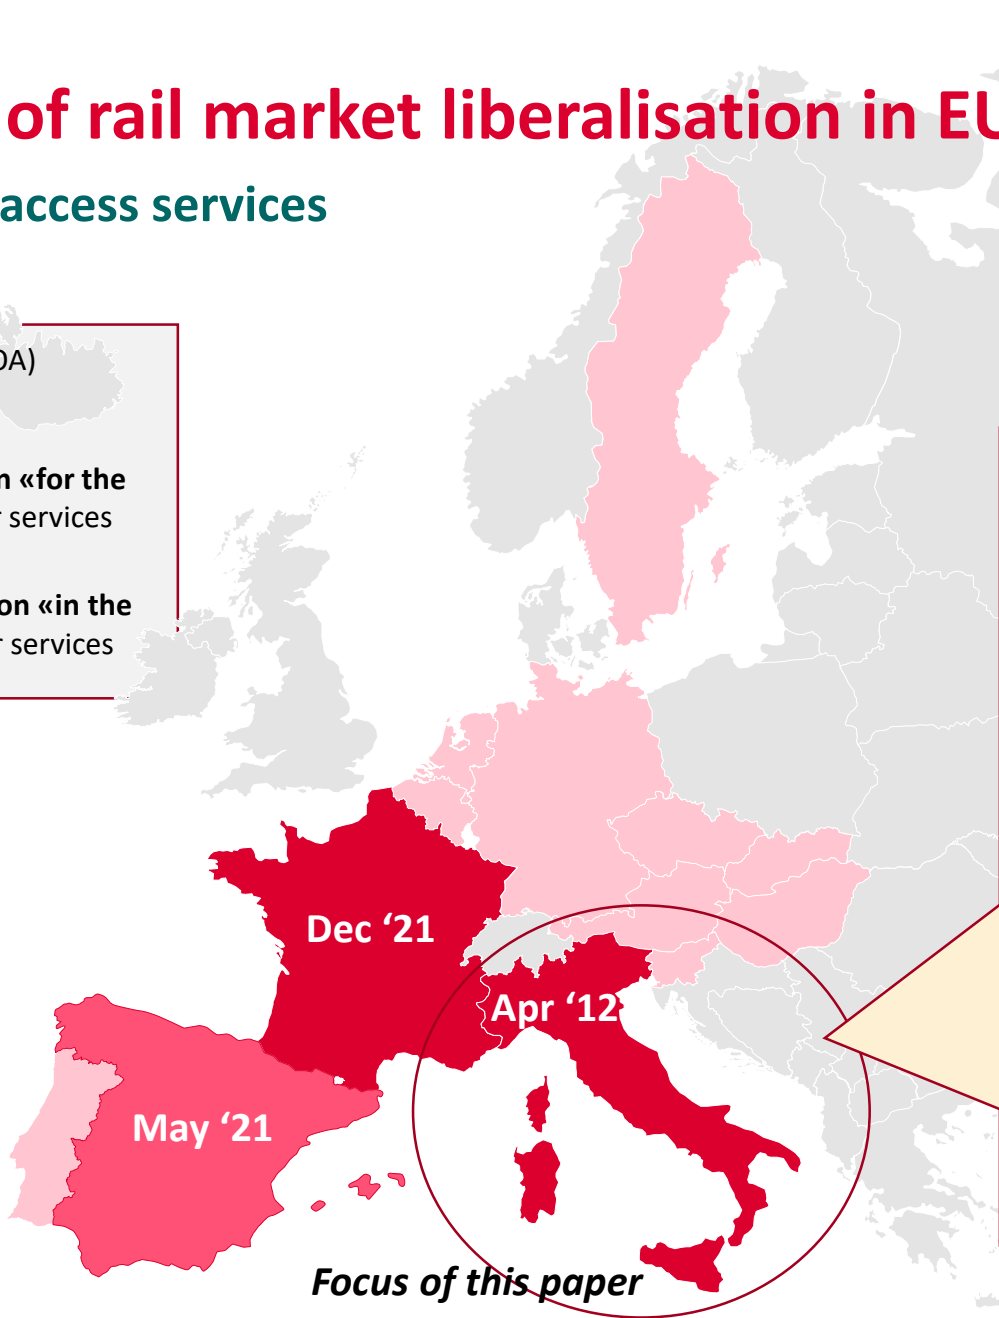 of rail market liberalisation in EU
access services
OA)
n «for the
r services
on «in the
r services
Dec ‘21
Apr ‘12
May ‘21
Focus of this paper